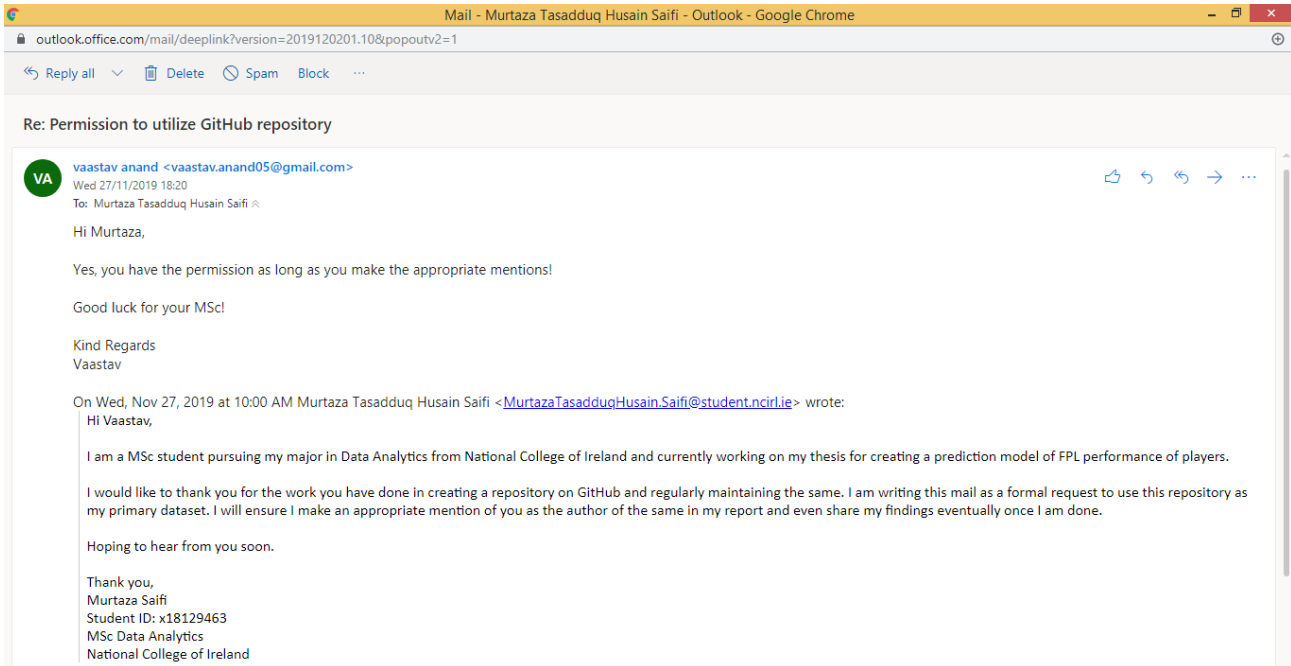 Mail - Murtaza Tasadduq Husain Saifi - Outlook - Google Chrome
outlook.office.com/mail/deeplink?version=2019120201.10&popoutv2=1
Reply all Delete Spam Block ...
Re: Permission to utilize GitHub repository
VA
vaastav anand <vaastav.anand05@gmail.com>
Wed 27/11/2019 18:20
To: Murtaza Tasadduq Husain Saifi
Hi Murtaza,
Yes, you have the permission as long as you make the appropriate mentions!
Good luck for your MSc!
Kind Regards
Vaastav
On Wed, Nov 27, 2019 at 10:00 AM Murtaza Tasadduq Husain Saifi <MurtazaTasadduqHusain.Saifi@student.ncirl.ie> wrote:
Hi Vaastav,
I am a MSc student pursuing my major in Data Analytics from National College of Ireland and currently working on my thesis for creating a prediction model of FPL performance of players.
I would like to thank you for the work you have done in creating a repository on GitHub and regularly maintaining the same. I am writing this mail as a formal request to use this repository as
my primary dataset. I will ensure I make an appropriate mention of you as the author of the same in my report and even share my findings eventually once I am done.
Hoping to hear from you soon.
Thank you,
Murtaza Saifi
Student ID: x18129463
MSc Data Analytics
National College of Ireland